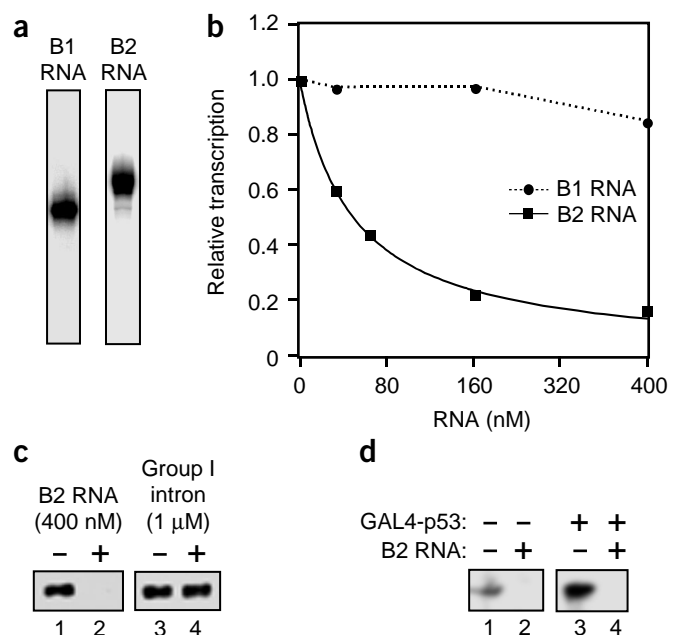 a
B1 B2
RNA RNA
b
1.2
1.0
0.8
0.6
0.4
0.2
0
Relative transcription
B1 RNA
B2 RNA
0 80 160 320 400
RNA (nM)
c
B2 RNA
(400 nM)
Group I
intron
(1 μM)
– + – +
1 2 3 4
d
GAL4-p53: – – + +
B2 RNA: – + – +
1 2 3 4